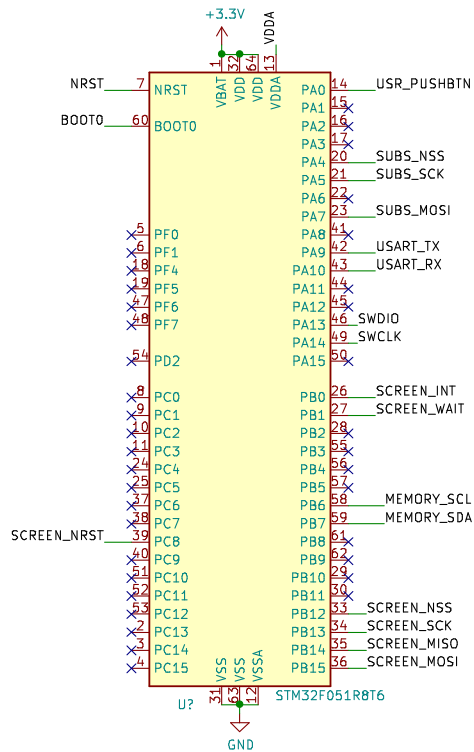 +3.3V
VDDA
1 32 64 13
VBAT VDD VDD VDDA
NRST 7 NRST
BOOT0 60 BOOT0
5 PF0
6 PF1
18 PF4
19 PF5
47 PF6
48 PF7
54 PD2
8 PC0
9 PC1
10 PC2
11 PC3
24 PC4
25 PC5
37 PC6
38 PC7
SCREEN_NRST 39 PC8
40 PC9
51 PC10
52 PC11
53 PC12
2 PC13
3 PC14
4 PC15
PA0 14 USR_PUSHBTN
PA1 15
PA2 16
PA3 17
PA4 20 SUBS_NSS
PA5 21 SUBS_SCK
PA6 22
PA7 23 SUBS_MOSI
PA8 41
PA9 42 USART_TX
PA10 43 USART_RX
PA11 44
PA12 45
PA13 46 SWDIO
PA14 49 SWCLK
PA15 50
PB0 26 SCREEN_INT
PB1 27 SCREEN_WAIT
PB2 28
PB3 55
PB4 56
PB5 57
PB6 58 MEMORY_SCL
PB7 59 MEMORY_SDA
PB8 61
PB9 62
PB10 29
PB11 30
PB12 33 SCREEN_NSS
PB13 34 SCREEN_SCK
PB14 35 SCREEN_MISO
PB15 36 SCREEN_MOSI
VSS VSS VSSA
31 63 12
U?
STM32F051R8T6
GND